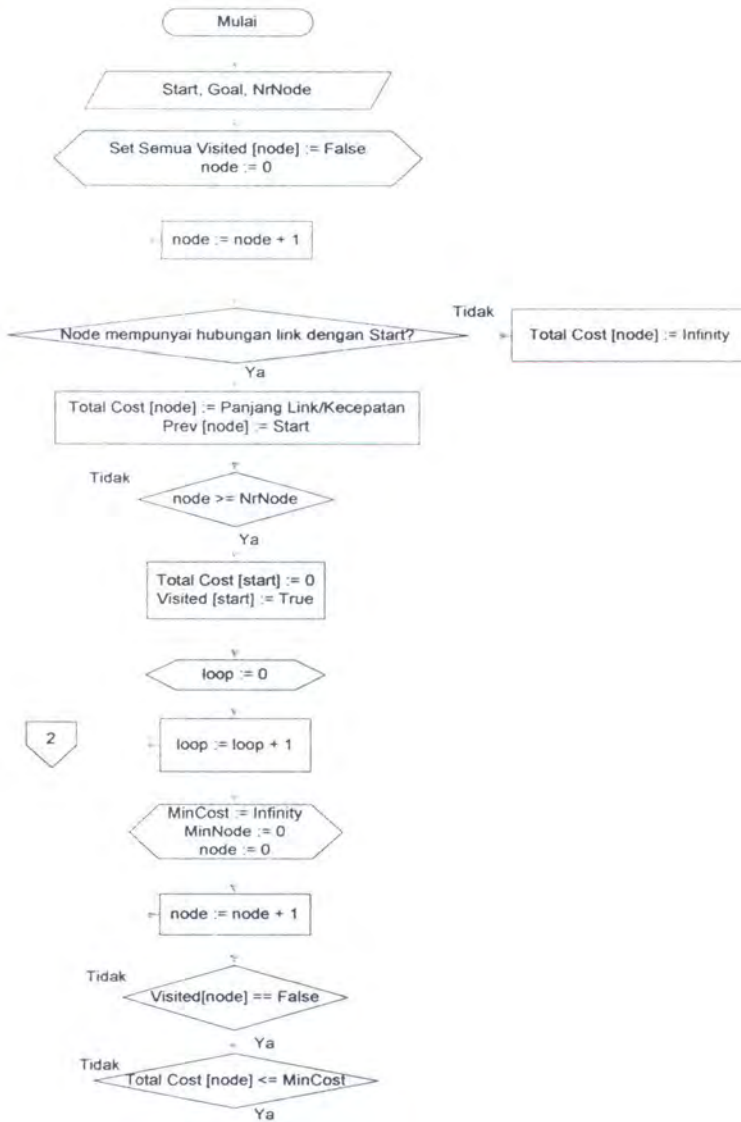 Mulai
Start, Goal, NrNode
Set Semua Visited [node] := False
node := 0
node := node + 1
Node mempunyai hubungan link dengan Start?
Tidak
Total Cost [node] := Infinity
Ya
Total Cost [node] := Panjang Link/Kecepatan
Prev [node] := Start
Tidak
node >= NrNode
Ya
Total Cost [start] := 0
Visited [start] := True
loop := 0
2
loop := loop + 1
MinCost := Infinity
MinNode := 0
node := 0
node := node + 1
Tidak
Visited[node] == False
Ya
Tidak
Total Cost [node] <= MinCost
Ya